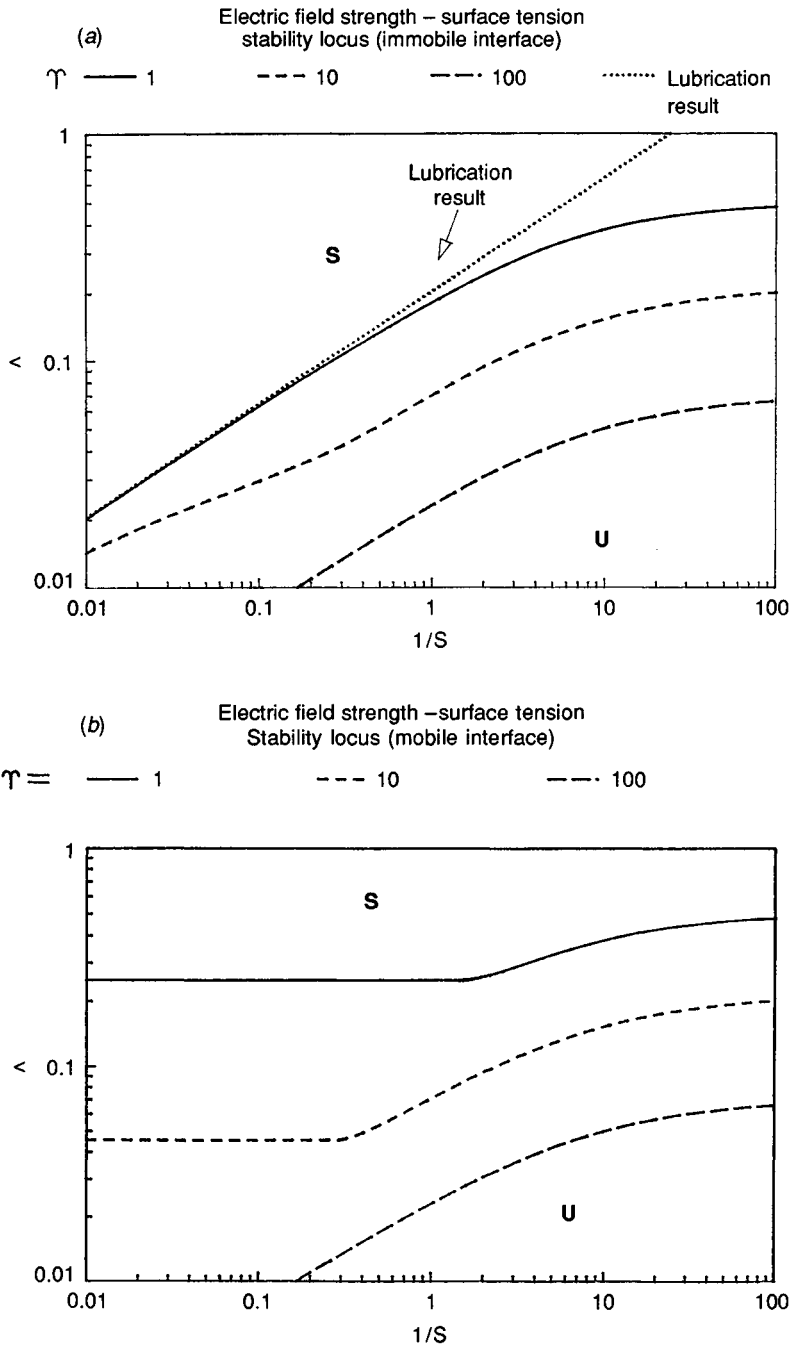 (a)
Electric field strength – surface tension
stability locus (immobile interface)
ϒ 1 10 100 Lubrication
result
1
Lubrication
result
S
<
0.1
U
0.01
0.01 0.1 1 10 100
1/S
(b)
Electric field strength –surface tension
Stability locus (mobile interface)
ϒ = 1 10 100
1
S
<
0.1
U
0.01
0.01 0.1 1 10 100
1/S